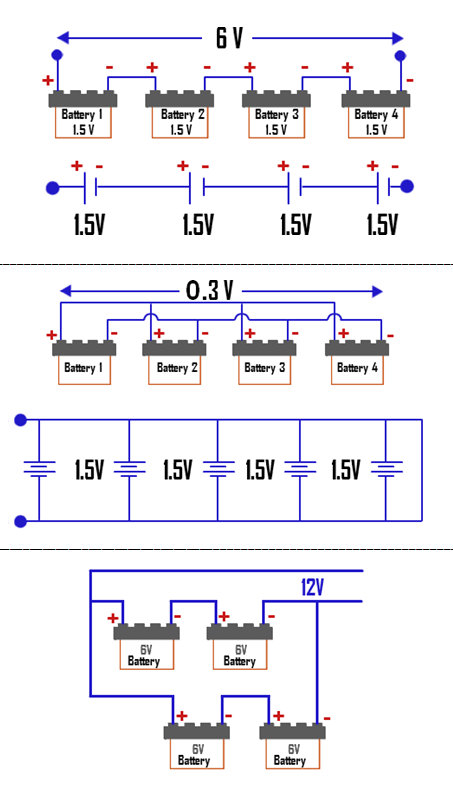 6 V
+ - + - + - + -
Battery 1 Battery 2 Battery 3 Battery 4
1.5 V 1.5 V 1.5 V 1.5 V
+ - + - + - + -
1.5V 1.5V 1.5V 1.5V
0.3 V
+ - + - + - + -
Battery 1 Battery 2 Battery 3 Battery 4
1.5V 1.5V 1.5V 1.5V
12V
+ - + -
6V 6V
Battery Battery
+ - + -
6V 6V
Battery Battery